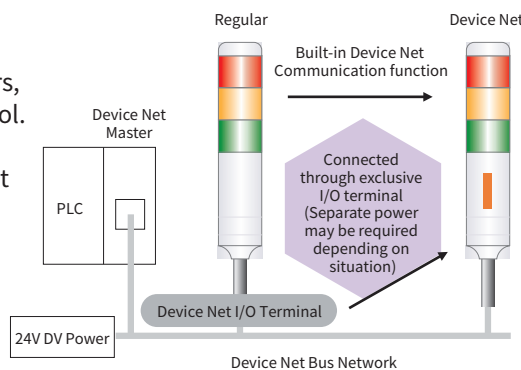 Regular
Device Net
Built-in Device Net
Communication function
rs,
ol.
t
Device Net
Master
PLC
Connected
through exclusive
I/O terminal
(Separate power
may be required
depending on
situation)
Device Net I/O Terminal
24V DV Power
Device Net Bus Network